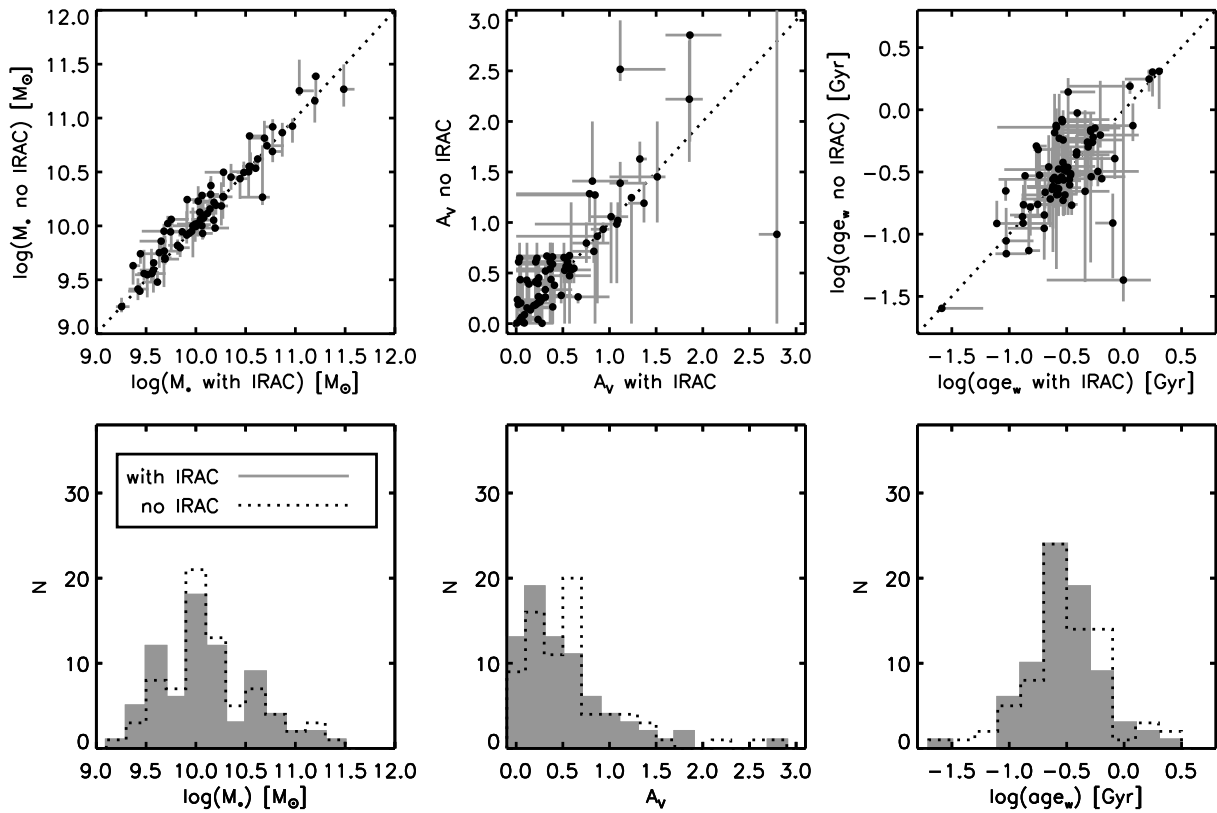 log(M* no IRAC) [M⊙]
12.0
11.5
11.0
10.5
10.0
9.5
9.0
9.0 9.5 10.0 10.5 11.0 11.5 12.0
log(M* with IRAC) [M⊙]
Av no IRAC
3.0
2.5
2.0
1.5
1.0
0.5
0.0
0.0 0.5 1.0 1.5 2.0 2.5 3.0
Av with IRAC
log(agew no IRAC) [Gyr]
0.5
0.0
−0.5
−1.0
−1.5
−1.5 −1.0 −0.5 0.0 0.5
log(agew with IRAC) [Gyr]
with IRAC
no IRAC
N
30
20
10
0
9.0 9.5 10.0 10.5 11.0 11.5 12.0
log(M*) [M⊙]
N
30
20
10
0
0.0 0.5 1.0 1.5 2.0 2.5 3.0
Av
N
30
20
10
0
−1.5 −1.0 −0.5 0.0 0.5
log(agew) [Gyr]